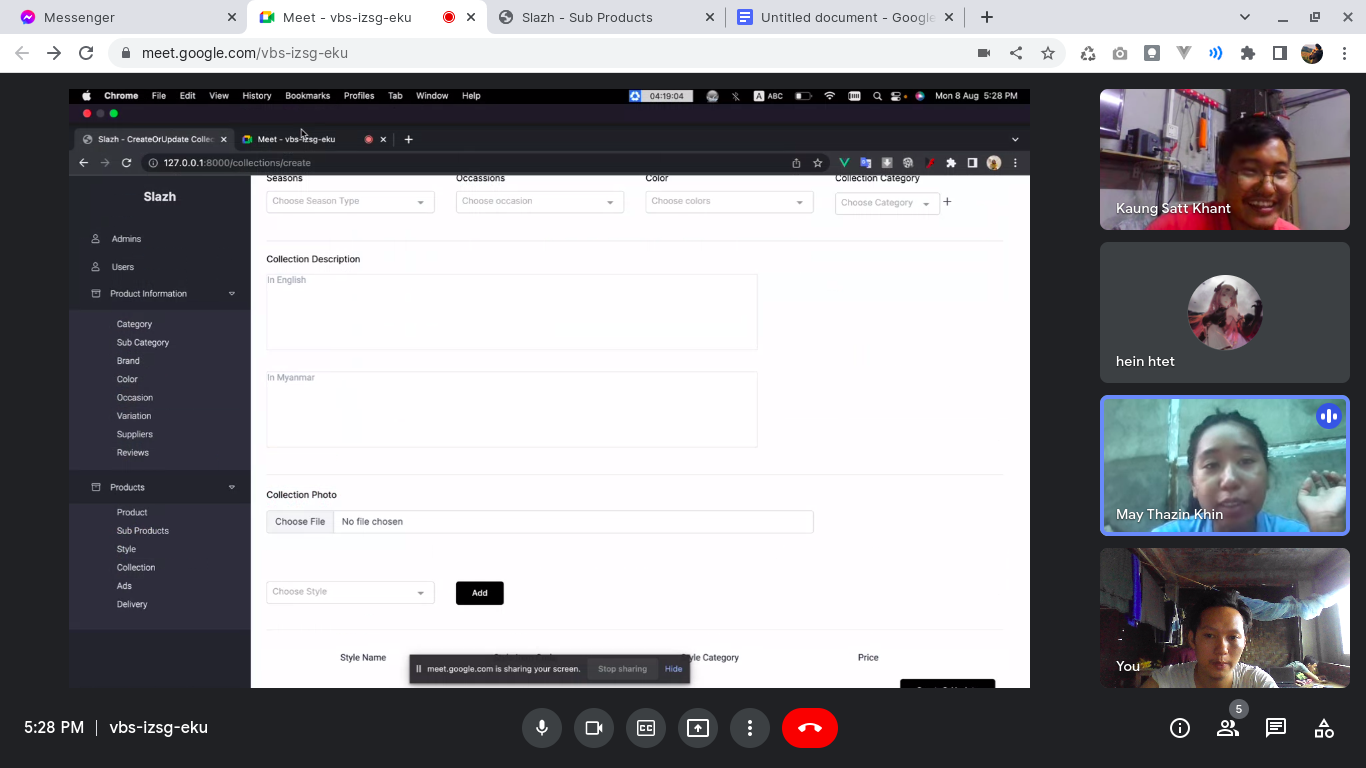 Messenger
Meet - vbs-izsg-eku
Slazh - Sub Products
Untitled document - Google
meet.google.com/vbs-izsg-eku
Chrome File Edit View History Bookmarks Profiles Tab Window Help
04:19:04
A ABC
Mon 8 Aug 5:28 PM
Slazh - CreateOrUpdate Collec
Meet - vbs-izsg-eku
127.0.0.1:8000/collections/create
Slazh
Admins
Users
Product Information
Category
Sub Category
Brand
Color
Occasion
Variation
Suppliers
Reviews
Products
Product
Sub Products
Style
Collection
Ads
Delivery
Seasons Occassions Color Collection Category
Choose Season Type Choose occasion Choose colors Choose Category +
Collection Description
In English
In Myanmar
Collection Photo
Choose File No file chosen
Choose Style Add
Style Name Style Category Price
meet.google.com is sharing your screen. Stop sharing Hide
Kaung Satt Khant
hein htet
May Thazin Khin
You
5:28 PM | vbs-izsg-eku
CC
5